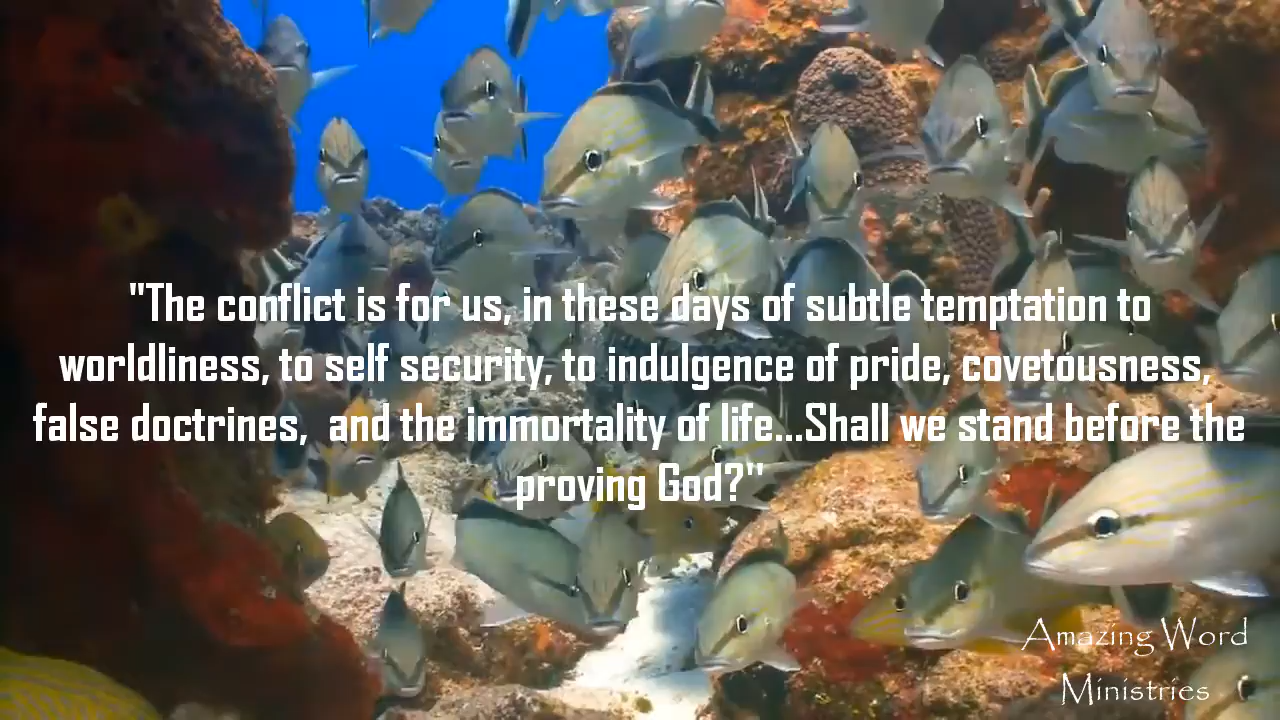 "The conflict is for us, in these days of subtle temptation to
worldliness, to self security, to indulgence of pride, covetousness,
false doctrines,  and the immortality of life...Shall we stand before the
proving God?"
Amazing Word
Ministries